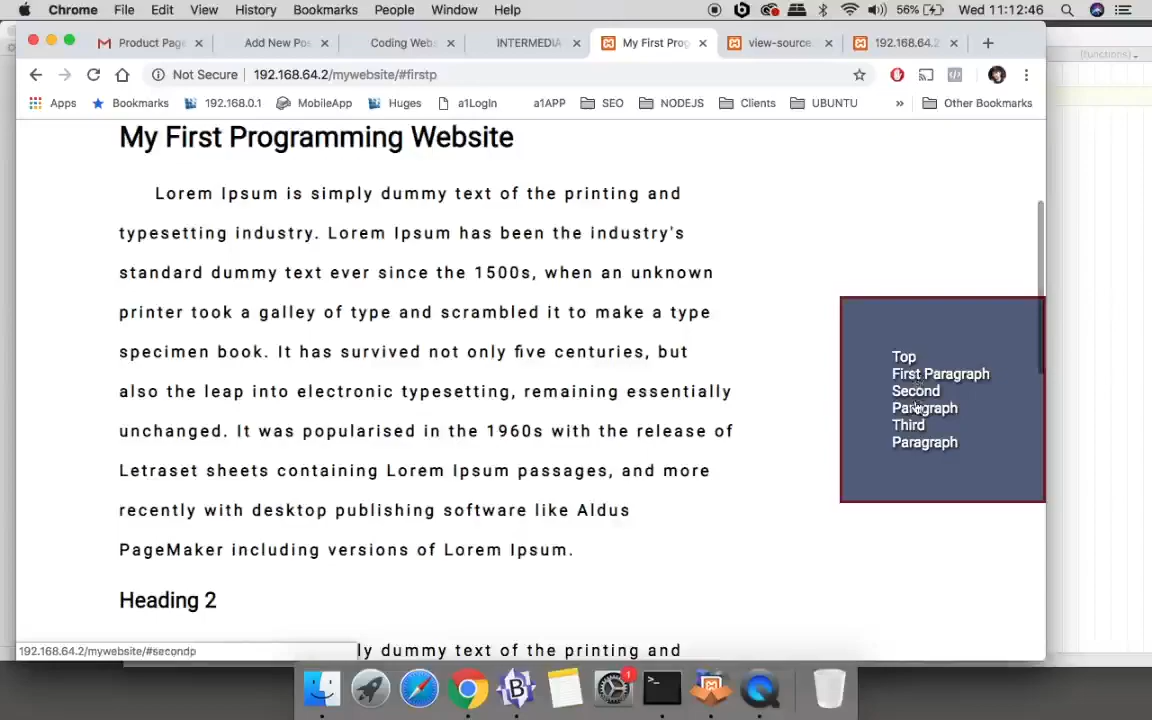 Chrome File Edit View History Bookmarks People Window Help 56% Wed 11:12:46
Product Page Add New Pos Coding Webs INTERMEDIA My First Prog view-source 192.168.64.2
(functions)
Not Secure 192.168.64.2/mywebsite/#firstp
Apps Bookmarks 192.168.0.1 MobileApp Huges a1Login a1APP SEO NODEJS Clients UBUNTU » Other Bookmarks
My First Programming Website
Lorem Ipsum is simply dummy text of the printing and
typesetting industry. Lorem Ipsum has been the industry's
standard dummy text ever since the 1500s, when an unknown
printer took a galley of type and scrambled it to make a type
specimen book. It has survived not only five centuries, but
also the leap into electronic typesetting, remaining essentially
unchanged. It was popularised in the 1960s with the release of
Letraset sheets containing Lorem Ipsum passages, and more
recently with desktop publishing software like Aldus
PageMaker including versions of Lorem Ipsum.
Heading 2
ly dummy text of the printing and
Top
First Paragraph
Second
Paragraph
Third
Paragraph
192.168.64.2/mywebsite/#secondp
1